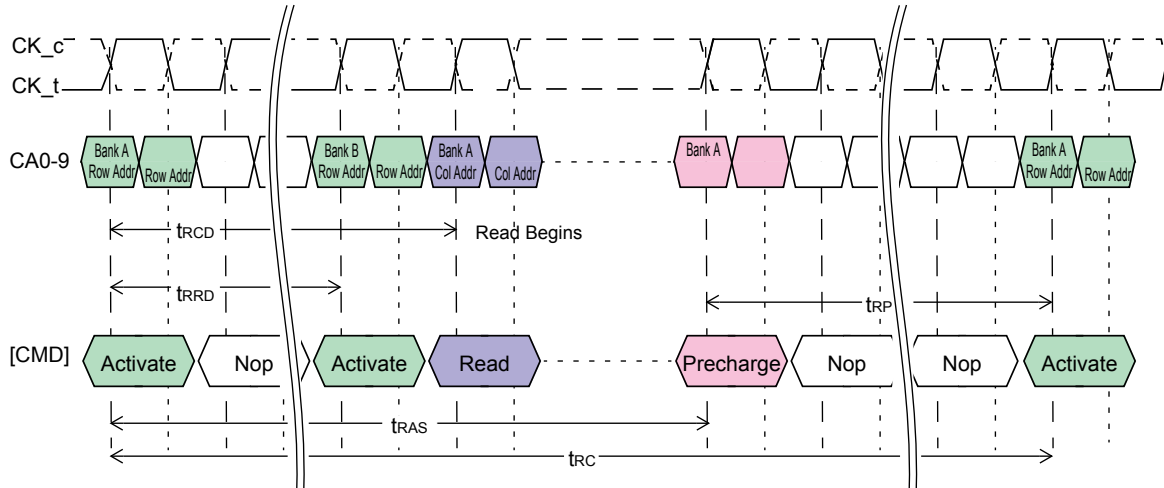 CK_c
CK_t
CA0-9
Bank A
Row Addr
Row Addr
Bank B
Row Addr
Row Addr
Bank A
Col Addr
Col Addr
Bank A
Bank A
Row Addr
Row Addr
tRCD
Read Begins
tRRD
tRP
[CMD]
Activate
Nop
Activate
Read
Precharge
Nop
Nop
Activate
tRAS
tRC